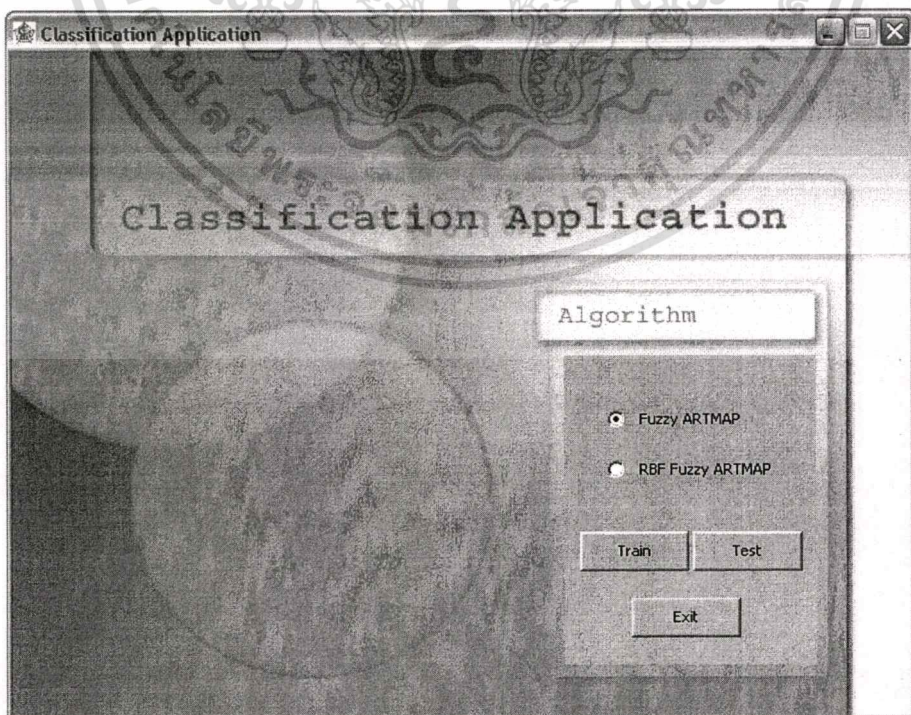 Classification Application
Classification Application
Algorithm
Fuzzy ARTMAP
RBF Fuzzy ARTMAP
Train Test
Exit